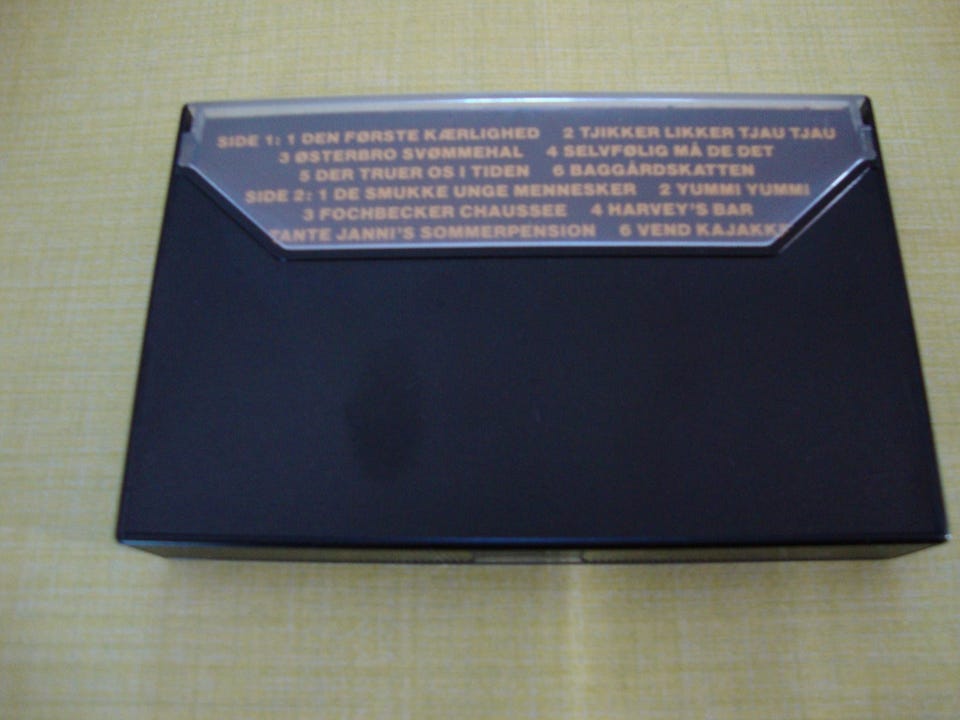 SIDE 1: 1 DEN FØRSTE KÆRLIGHED 2 TJIKKER LIKKER TJAU TJAU
3 ØSTERBRO SVØMMEHAL 4 SELVFØLIG MÅ DE DET
5 DER TRUER OS I TIDEN 6 BAGGÅRDSKATTEN
SIDE 2: 1 DE SMUKKE UNGE MENNESKER 2 YUMMI YUMMI
3 FOCHBECKER CHAUSSEE 4 HARVEY'S BAR
TANTE JANNI'S SOMMERPENSION 6 VEND KAJAKK